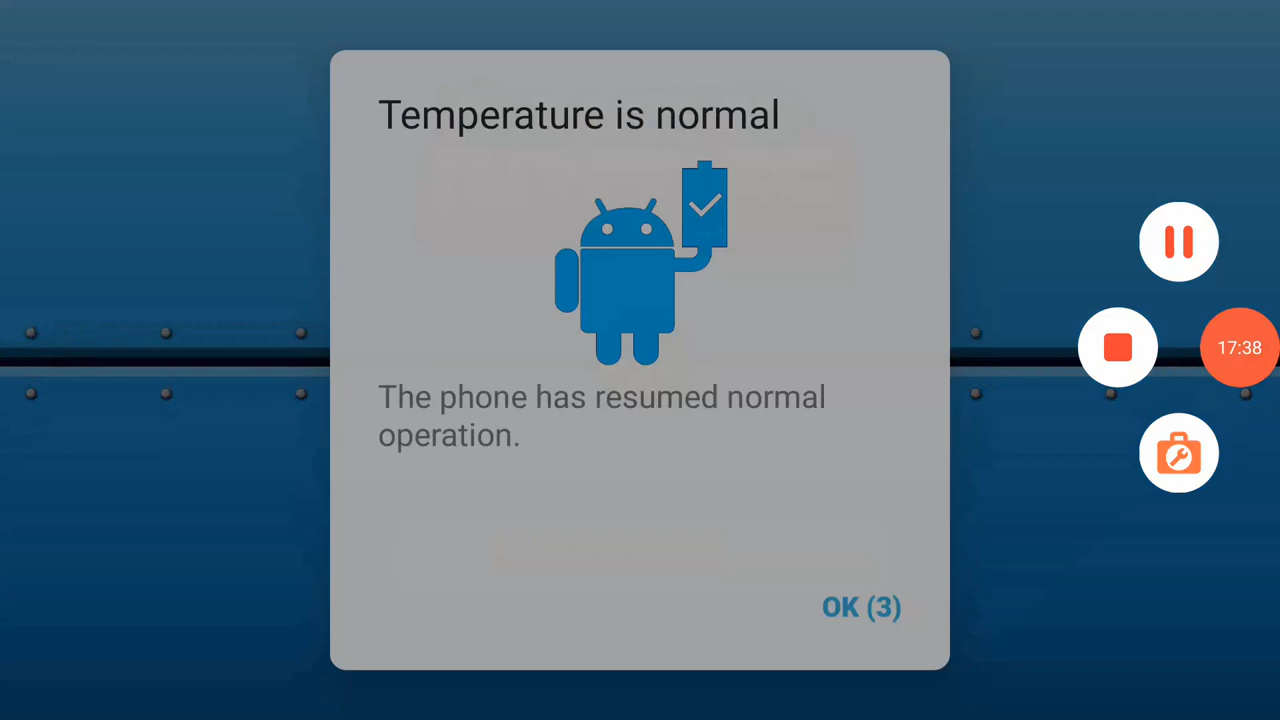 Temperature is normal
The phone has resumed normal
operation.
OK (3)
17:38